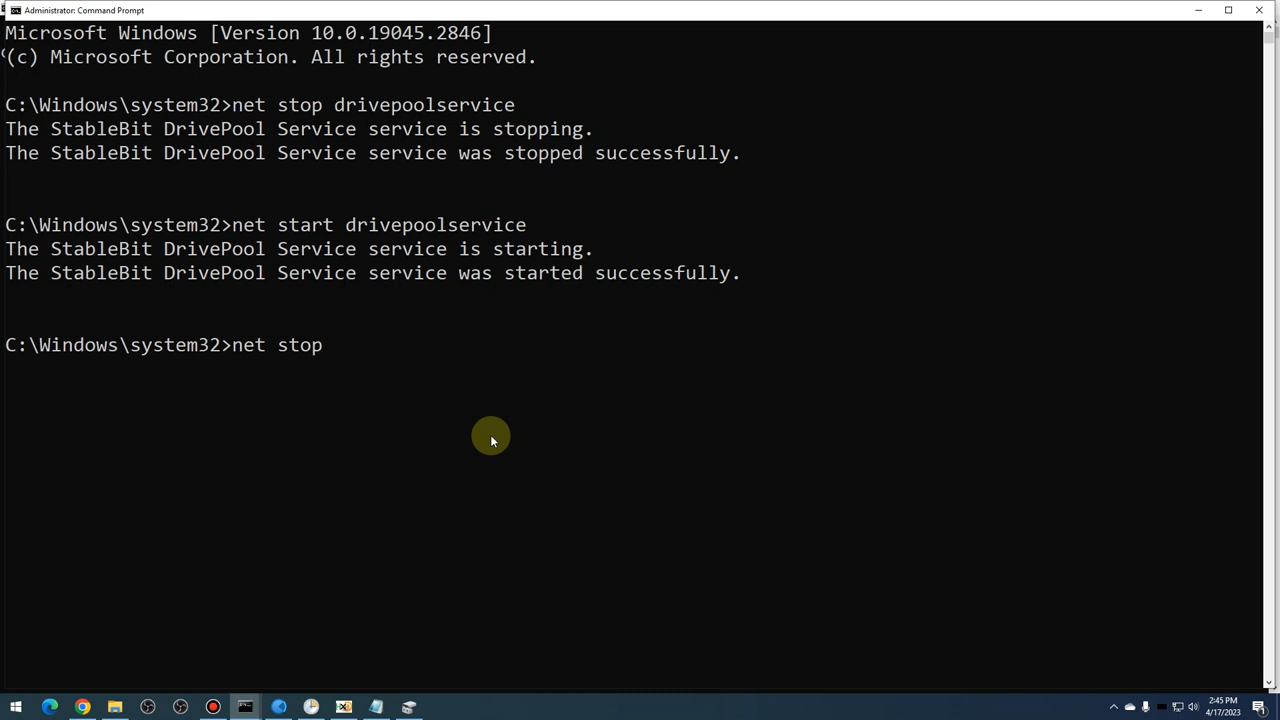 Administrator: Command Prompt
Microsoft Windows [Version 10.0.19045.2846]
(c) Microsoft Corporation. All rights reserved.
C:\Windows\system32>net stop drivepoolservice
The StableBit DrivePool Service service is stopping.
The StableBit DrivePool Service service was stopped successfully.
C:\Windows\system32>net start drivepoolservice
The StableBit DrivePool Service service is starting.
The StableBit DrivePool Service service was started successfully.
C:\Windows\system32>net stop
2:45 PM
4/17/2023